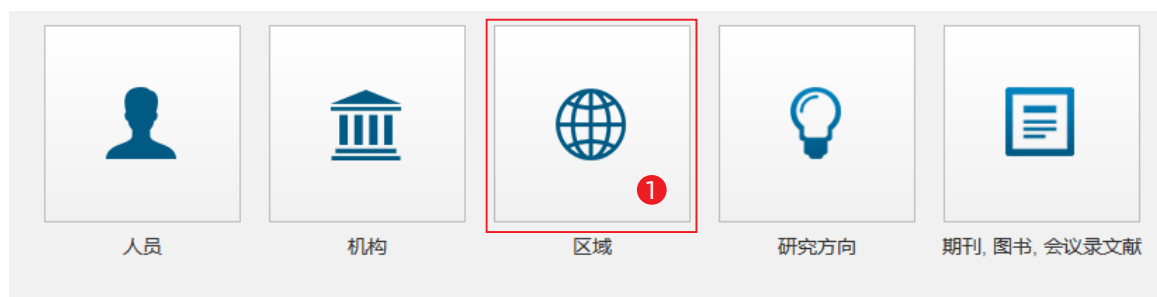 1
人员
机构
区域
研究方向
期刊, 图书, 会议录文献